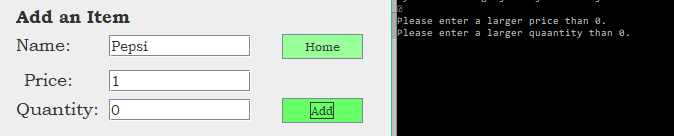 Add an Item
Name: Pepsi Home
Price: 1
Quantity: 0 Add
Please enter a larger price than 0.
Please enter a larger quaantity than 0.